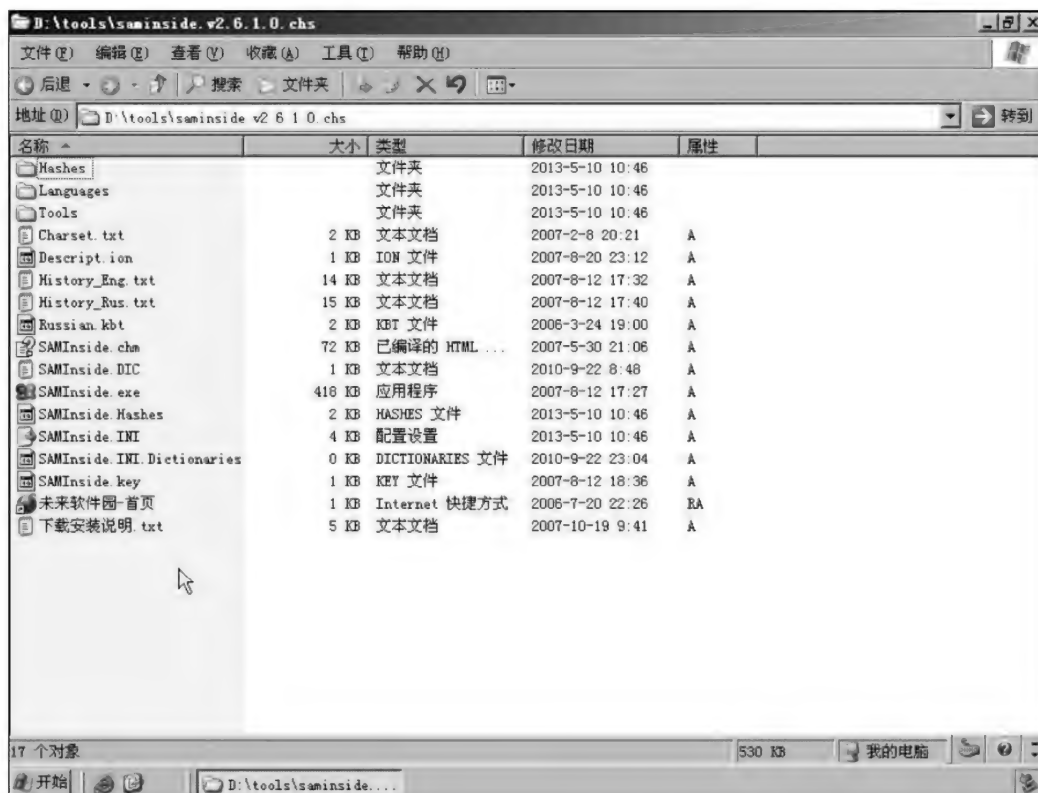 D:\tools\saminside.v2.6.1.0.chs
文件(F) 编辑(E) 查看(V) 收藏(A) 工具(T) 帮助(H)
后退 搜索 文件夹
地址(D) D:\tools\saminside v2 6 1 0.chs 转到
名称 大小 类型 修改日期 属性
Hashes 文件夹 2013-5-10 10:46
Languages 文件夹 2013-5-10 10:46
Tools 文件夹 2013-5-10 10:46
Charset.txt 2 KB 文本文档 2007-2-8 20:21 A
Descript.ion 1 KB ION 文件 2007-8-20 23:12 A
History_Eng.txt 14 KB 文本文档 2007-8-12 17:32 A
History_Rus.txt 15 KB 文本文档 2007-8-12 17:40 A
Russian.kbt 2 KB KBT 文件 2006-3-24 19:00 A
SAMInside.chm 72 KB 已编译的 HTML ... 2007-5-30 21:06 A
SAMInside.DIC 1 KB 文本文档 2010-9-22 8:48 A
SAMInside.exe 418 KB 应用程序 2007-8-12 17:27 A
SAMInside.Hashes 2 KB HASHES 文件 2013-5-10 10:46 A
SAMInside.INI 4 KB 配置设置 2013-5-10 10:46 A
SAMInside.INI.Dictionaries 0 KB DICTIONARIES 文件 2010-9-22 23:04 A
SAMInside.key 1 KB KEY 文件 2007-8-12 18:36 A
未来软件园-首页 1 KB Internet 快捷方式 2006-7-20 22:26 RA
下载安装说明.txt 5 KB 文本文档 2007-10-19 9:41 A
17 个对象 530 KB 我的电脑
开始 D:\tools\saminside....